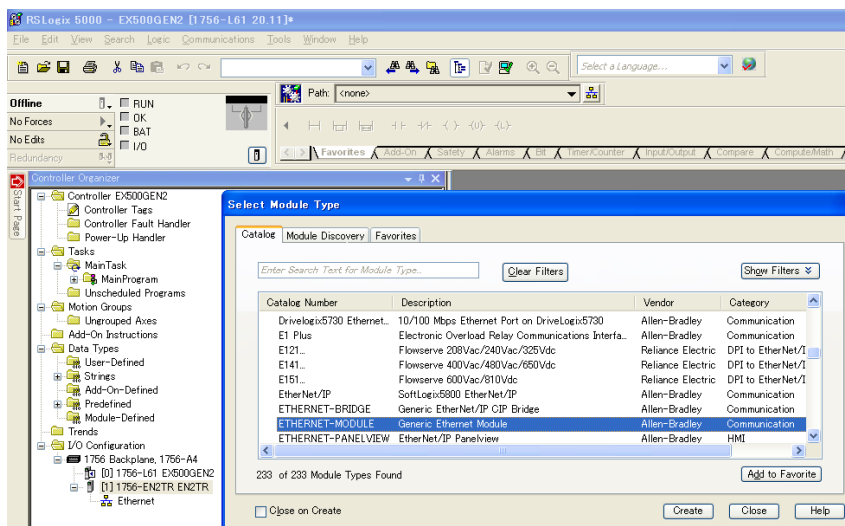 RSLogix 5000 - EX500GEN2 [1756-L61 20.11]*
File Edit View Search Logic Communications Tools Window Help
Select a Language...
Path: <none>
Offline
RUN
No Forces
OK
BAT
No Edits
I/O
Redundancy
Favorites Add-On Safety Alarms Bit Timer/Counter Input/Output Compare Compute/Math
Start Page
Controller Organizer
Controller EX500GEN2
Controller Tags
Controller Fault Handler
Power-Up Handler
Tasks
MainTask
MainProgram
Unscheduled Programs
Motion Groups
Ungrouped Axes
Add-On Instructions
Data Types
User-Defined
Strings
Add-On-Defined
Predefined
Module-Defined
Trends
I/O Configuration
1756 Backplane, 1756-A4
[0] 1756-L61 EX500GEN2
[1] 1756-EN2TR EN2TR
Ethernet
Select Module Type
Catalog Module Discovery Favorites
Enter Search Text for Module Type...
Clear Filters
Show Filters
Catalog Number Description Vendor Category
Drivelogix5730 Ethernet... 10/100 Mbps Ethernet Port on DriveLogix5730 Allen-Bradley Communication
E1 Plus Electronic Overload Relay Communications Interfa... Allen-Bradley Communication
E121... Flowserve 208Vac/240Vac/325Vdc Reliance Electric DPI to EtherNet/I
E141... Flowserve 400Vac/480Vac/650Vdc Reliance Electric DPI to EtherNet/I
E151... Flowserve 600Vac/810Vdc Reliance Electric DPI to EtherNet/I
EtherNet/IP SoftLogix5800 EtherNet/IP Allen-Bradley Communication
ETHERNET-BRIDGE Generic EtherNet/IP CIP Bridge Allen-Bradley Communication
ETHERNET-MODULE Generic Ethernet Module Allen-Bradley Communication
ETHERNET-PANELVIEW EtherNet/IP Panelview Allen-Bradley HMI
233 of 233 Module Types Found
Add to Favorite
Close on Create
Create
Close
Help